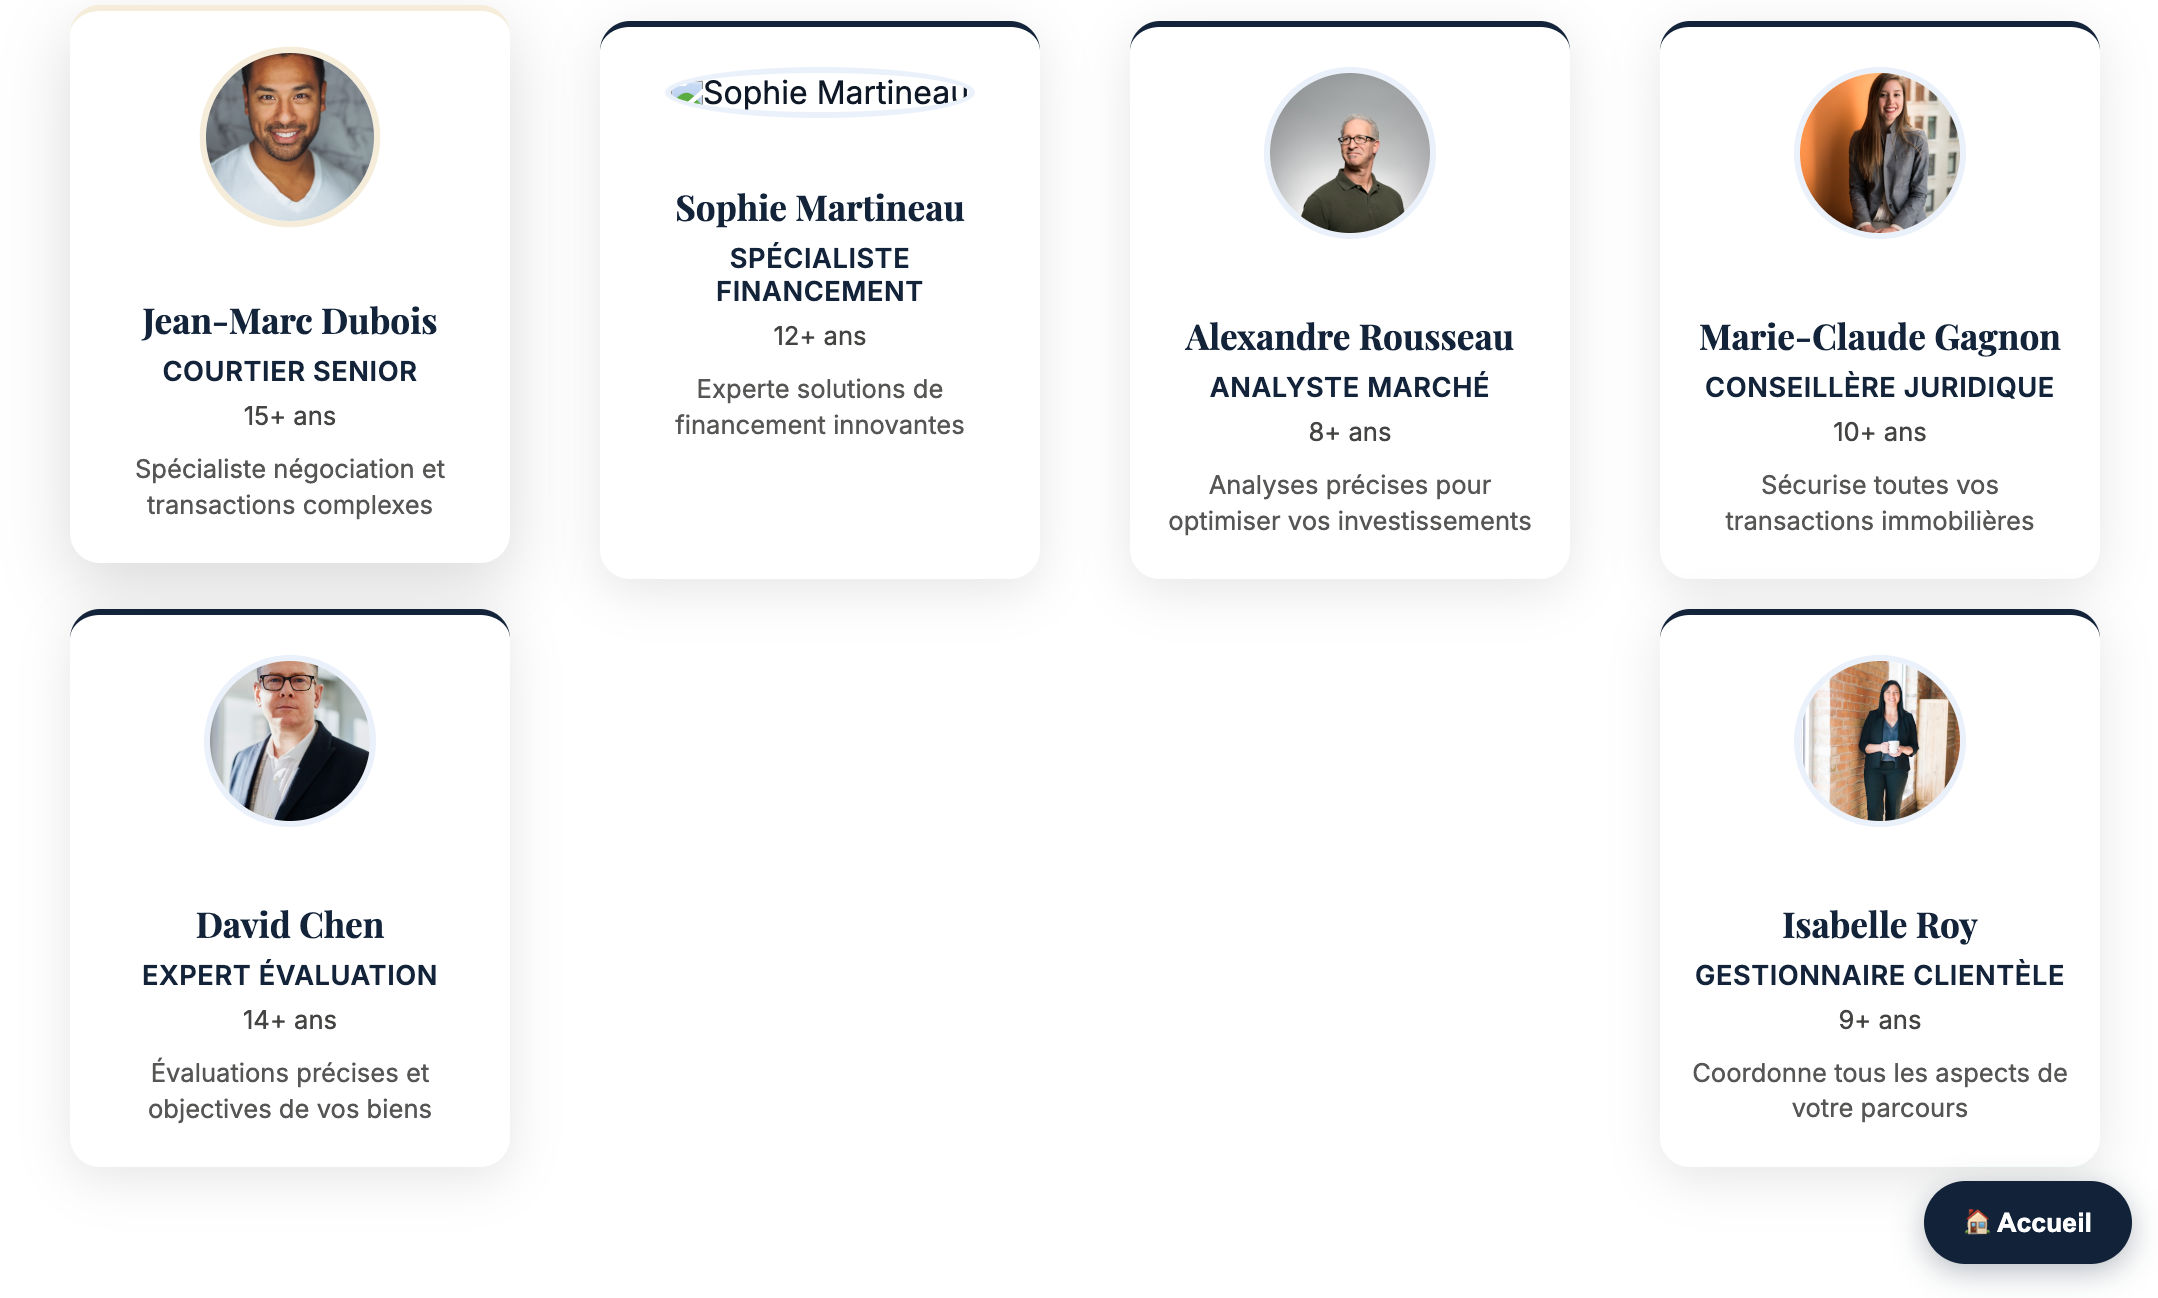 Jean-Marc Dubois
COURTIER SENIOR
15+ ans
Spécialiste négociation et
transactions complexes
Sophie Martineau
Sophie Martineau
SPÉCIALISTE
FINANCEMENT
12+ ans
Experte solutions de
financement innovantes
Alexandre Rousseau
ANALYSTE MARCHÉ
8+ ans
Analyses précises pour
optimiser vos investissements
Marie-Claude Gagnon
CONSEILLÈRE JURIDIQUE
10+ ans
Sécurise toutes vos
transactions immobilières
David Chen
EXPERT ÉVALUATION
14+ ans
Évaluations précises et
objectives de vos biens
Isabelle Roy
GESTIONNAIRE CLIENTÈLE
9+ ans
Coordonne tous les aspects de
votre parcours
🏠 Accueil